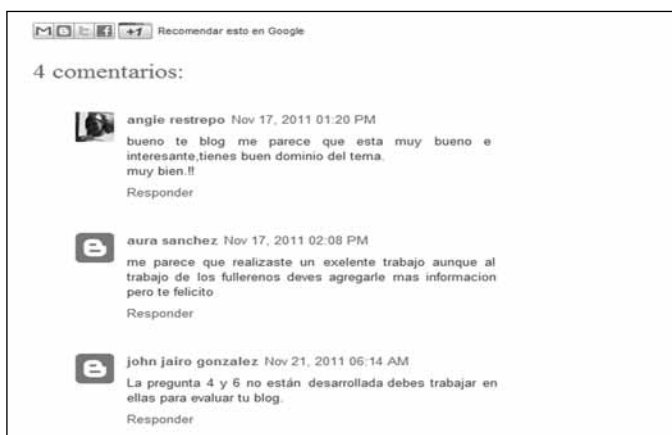 +1 Recomendar esto en Google
4 comentarios:
angie restrepo Nov 17, 2011 01:20 PM
bueno te blog me parece que esta muy bueno e
interesante,tienes buen dominio del tema.
muy bien.!!
Responder
aura sanchez Nov 17, 2011 02:08 PM
me parece que realizaste un exelente trabajo aunque al
trabajo de los fullerenos deves agregarle mas informacion
pero te felicito
Responder
john jairo gonzalez Nov 21, 2011 06:14 AM
La pregunta 4 y 6 no están desarrollada debes trabajar en
ellas para evaluar tu blog.
Responder